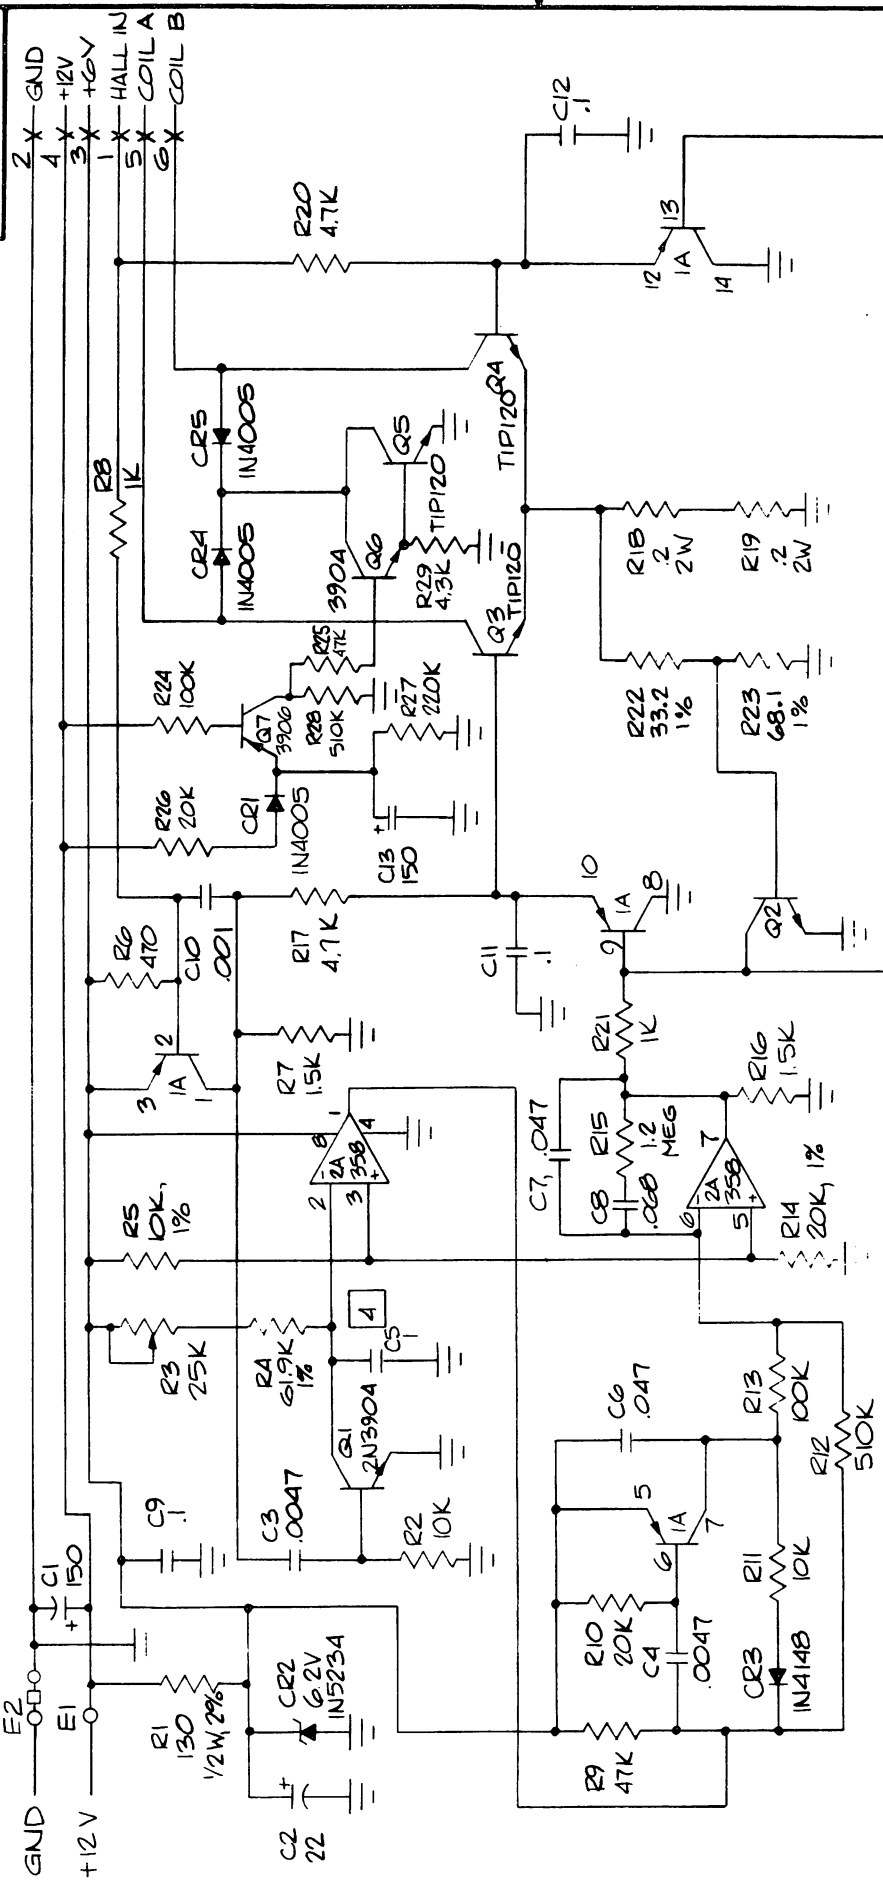 2 X GND
4 X +12V
3 X +6V
1 X HALL IN
5 X COIL A
6 X COIL B
C12
.1
R20
4.7K
12
1A
13
14
R8
1K
CR5
1N4005
CR4
1N4005
Q4
TIP120
Q5
TIP120
3904
Q6
R29
4.3K
Q3
TIP120
R18
.2
2W
R19
.2
2W
R24
100K
Q7
3906
R25
47K
R28
510K
R27
220K
R22
33.2
1%
R23
68.1
1%
R26
20K
CR1
1N4005
+
C13
150
R6
470
C10
.001
R17
4.7K
C11
.1
10
1A
9
8
Q2
3
2
1A
1
R7
1.5K
R21
1K
R16
1.5K
R5
10K,
1%
2
3
-
+
2A
358
8
1
4
C7, .047
R15
1.2
MEG
C8
.068
6
5
-
+
2A
358
7
R14
20K, 1%
R3
25K
R4
61.9K
1%
4
C5
.1
Q1
2N3904
C3
.0047
R2
10K
C6
.047
R13
100K
R12
510K
5
1A
6
7
R11
10K
C9
.1
C1
150
+
R10
20K
C4
.0047
CR3
1N4148
E2
E1
R1
130
1/2W, 2%
CR2
6.2V
1N5234
R9
47K
GND
+12V
+
C2
22